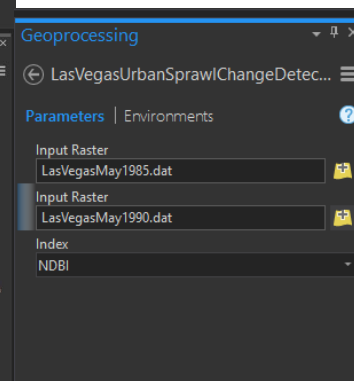 Geoprocessing
LasVegasUrbanSprawlChangeDetec...
Parameters | Environments
Input Raster
LasVegasMay1985.dat
Input Raster
LasVegasMay1990.dat
Index
NDBI